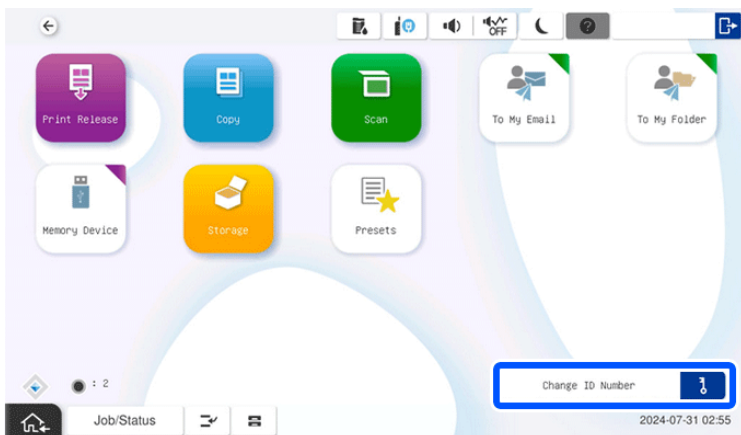 OFF
?
Print Release
Copy
Scan
To My Email
To My Folder
Memory Device
Storage
Presets
: 2
Change ID Number
Job/Status
2024-07-31 02:55